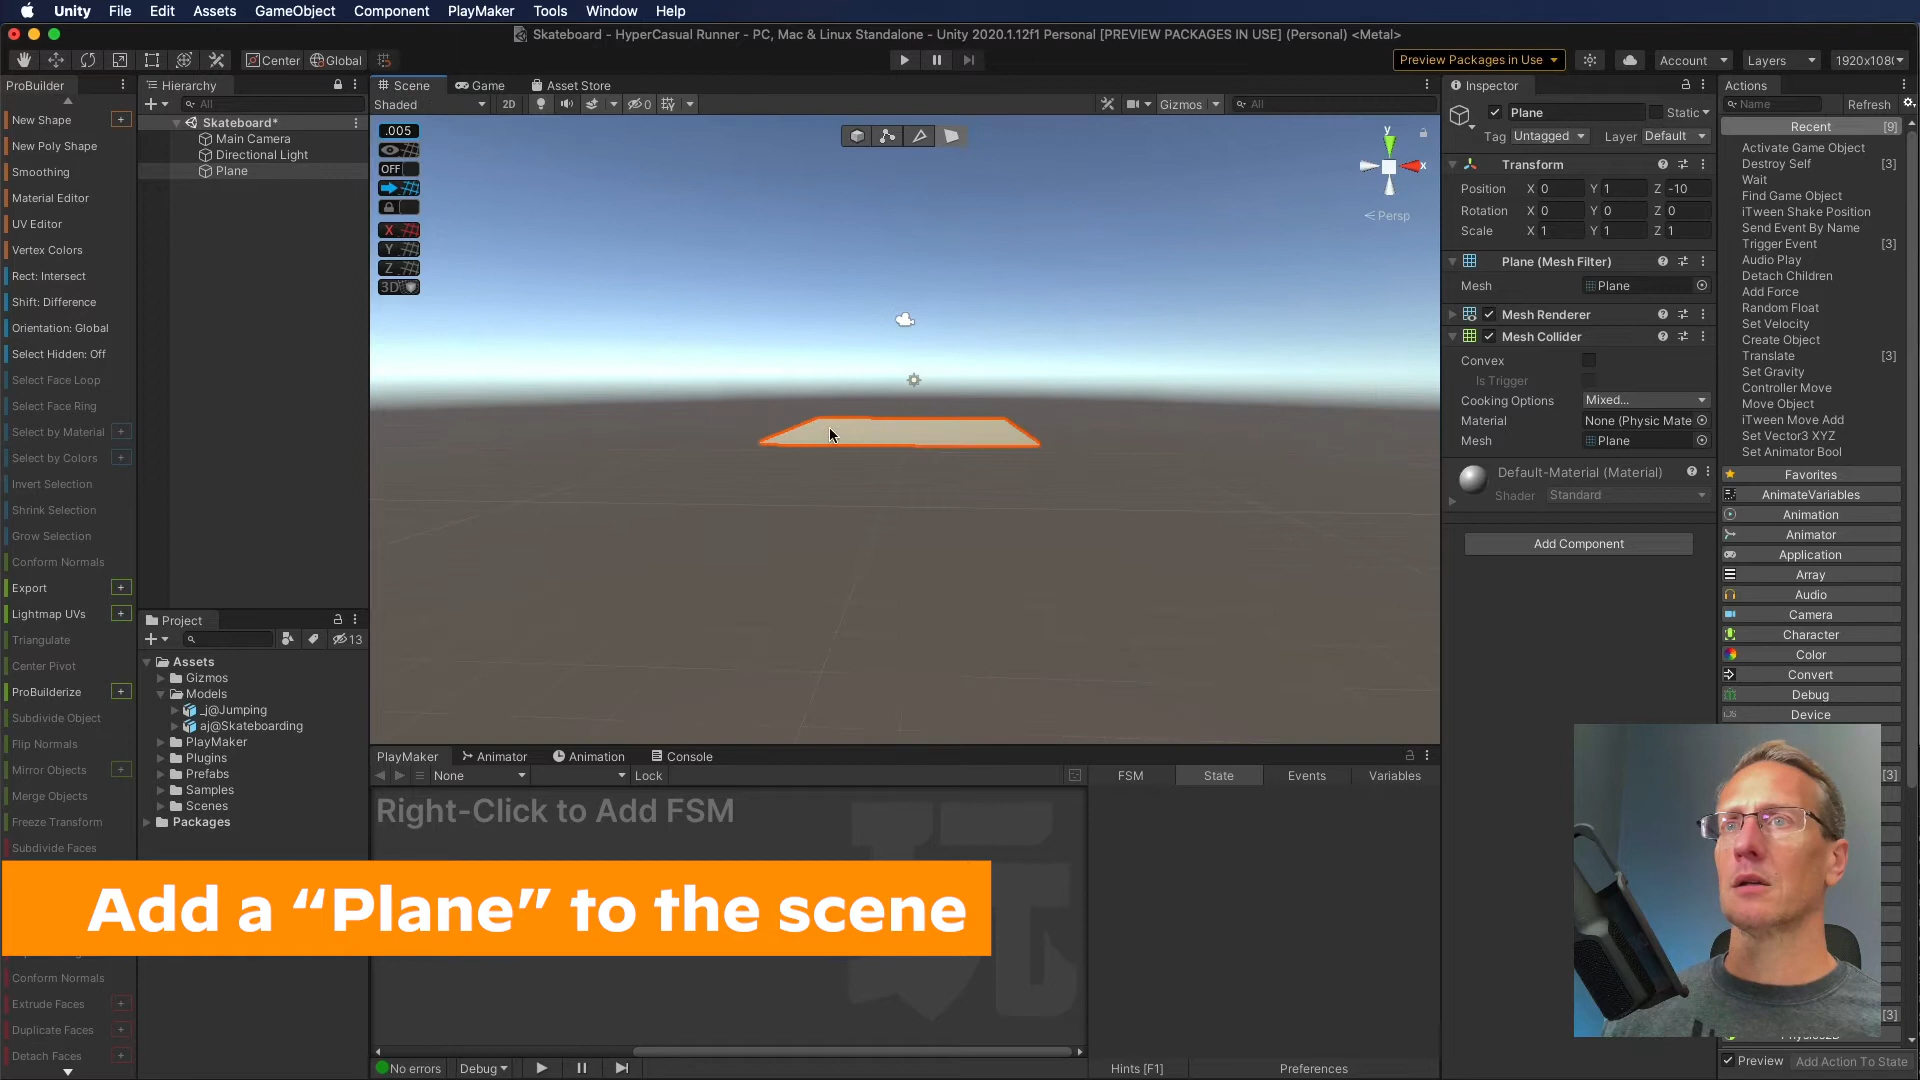 Unity File Edit Assets GameObject Component PlayMaker Tools Window Help
Skateboard - HyperCasual Runner - PC, Mac & Linux Standalone - Unity 2020.1.12f1 Personal [PREVIEW PACKAGES IN USE] (Personal) <Metal>
Center Global Preview Packages in Use Account Layers 1920x1080
ProBuilder
New Shape
New Poly Shape
Smoothing
Material Editor
UV Editor
Vertex Colors
Rect: Intersect
Shift: Difference
Orientation: Global
Select Hidden: Off
Select Face Loop
Select Face Ring
Select by Material
Select by Colors
Invert Selection
Shrink Selection
Grow Selection
Conform Normals
Export
Lightmap UVs
Triangulate
Center Pivot
ProBuilderize
Subdivide Object
Flip Normals
Mirror Objects
Merge Objects
Freeze Transform
Subdivide Faces
Conform Normals
Extrude Faces
Duplicate Faces
Detach Faces
Hierarchy
All
Skateboard*
Main Camera
Directional Light
Plane
Project
13
Assets
Gizmos
Models
_j@Jumping
aj@Skateboarding
PlayMaker
Plugins
Prefabs
Samples
Scenes
Packages
Scene Game Asset Store
Shaded 2D 0 Gizmos All
.005
OFF
X
Y
Z
3D
y
x
Persp
PlayMaker Animator Animation Console
None Lock FSM State Events Variables
Right-Click to Add FSM
玩
Add a “Plane” to the scene
No errors Debug Hints [F1] Preferences
Inspector
Plane Static
Tag Untagged Layer Default
Transform
Position X 0 Y 1 Z -10
Rotation X 0 Y 0 Z 0
Scale X 1 Y 1 Z 1
Plane (Mesh Filter)
Mesh Plane
Mesh Renderer
Mesh Collider
Convex
Is Trigger
Cooking Options Mixed...
Material None (Physic Mate
Mesh Plane
Default-Material (Material)
Shader Standard
Add Component
Actions
Name Refresh
Recent [9]
Activate Game Object
Destroy Self [3]
Wait
Find Game Object
iTween Shake Position
Send Event By Name
Trigger Event [3]
Audio Play
Detach Children
Add Force
Random Float
Set Velocity
Create Object
Translate [3]
Set Gravity
Controller Move
Move Object
iTween Move Add
Set Vector3 XYZ
Set Animator Bool
Favorites
AnimateVariables
Animation
Animator
Application
Array
Audio
Camera
Character
Color
Convert
Debug
iOS Device
[3]
[3]
Preview Add Action To State